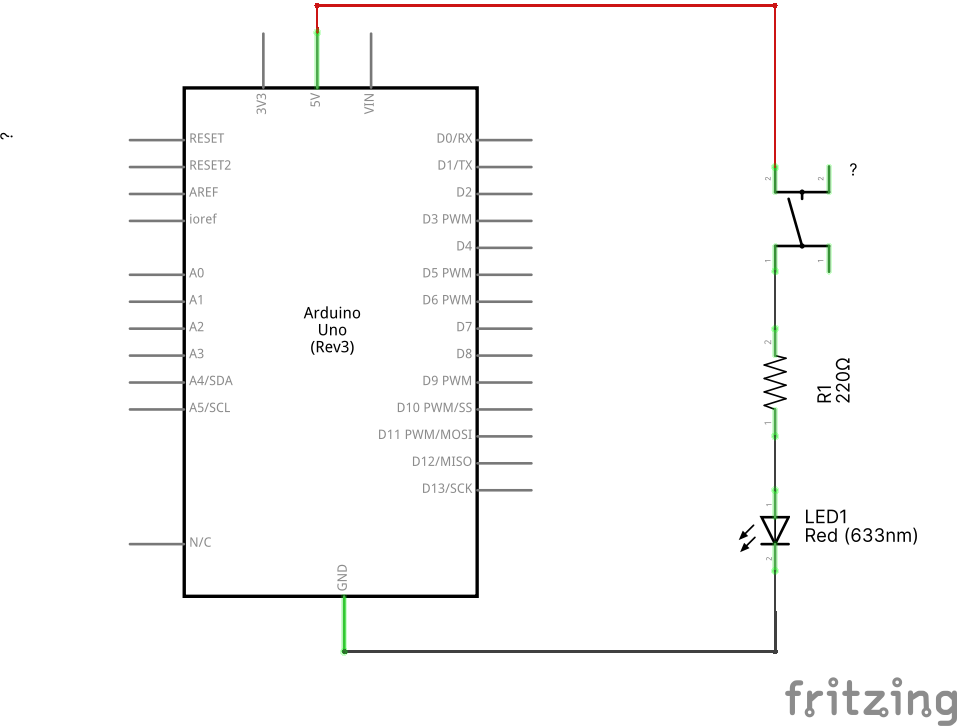 3V3
5V
VIN
?
RESET
D0/RX
RESET2
D1/TX
AREF
D2
ioref
D3 PWM
D4
A0
D5 PWM
A1
D6 PWM
A2
D7
A3
D8
A4/SDA
D9 PWM
A5/SCL
D10 PWM/SS
D11 PWM/MOSI
D12/MISO
D13/SCK
N/C
GND
Arduino
Uno
(Rev3)
2
2
?
1
1
2
R1
220Ω
1
1
LED1
Red (633nm)
2
fritzing